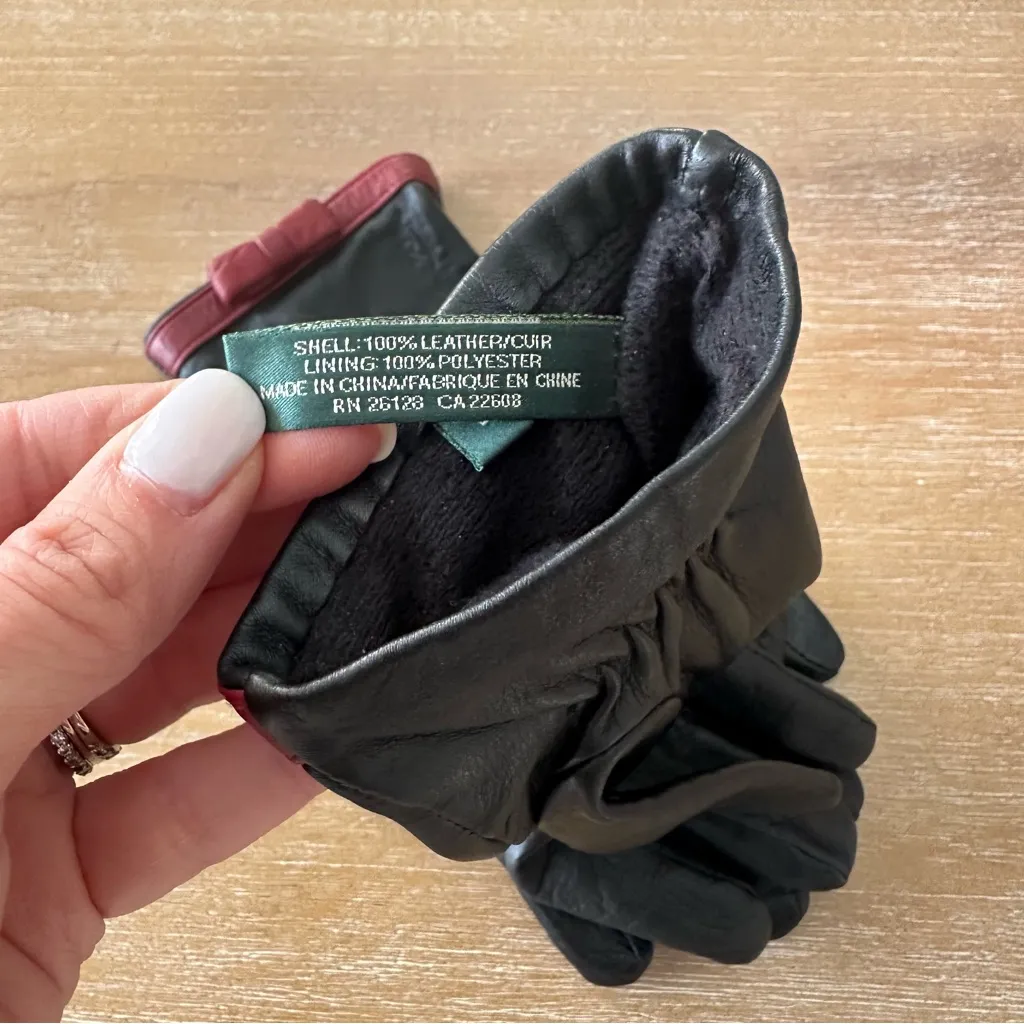 SHELL: 100% LEATHER/CUIR
LINING: 100% POLYESTER
MADE IN CHINA/FABRIQUE EN CHINE
RN 26128 CA 22608